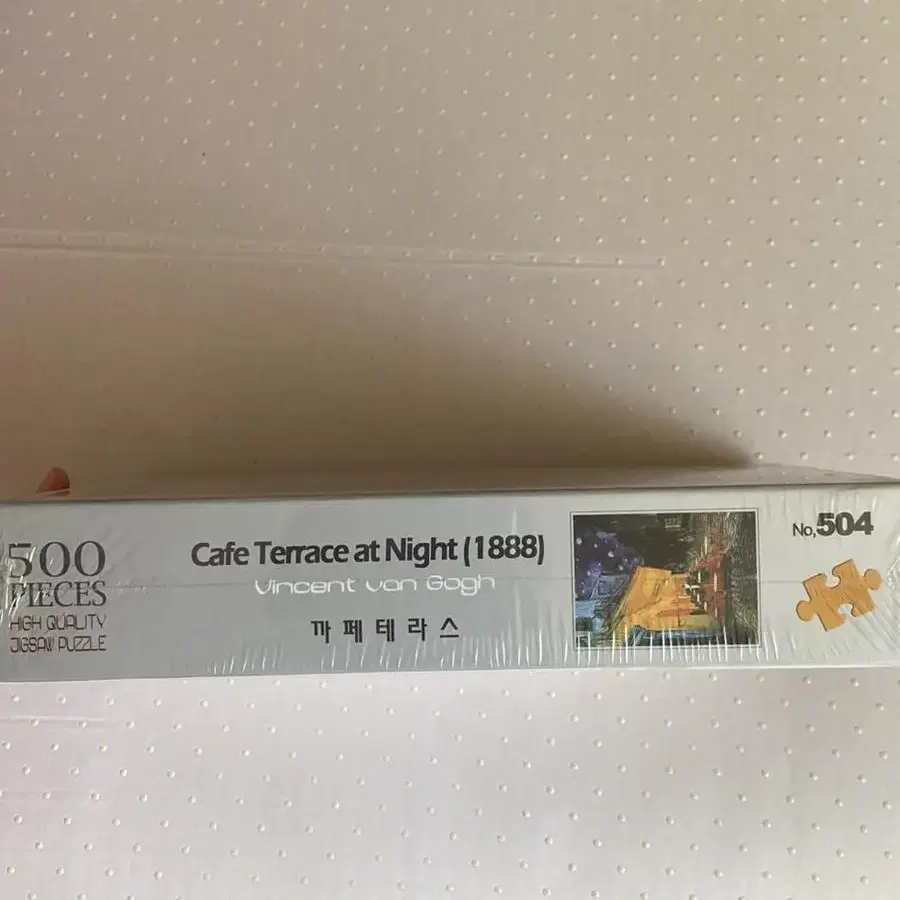 500
PIECES
HIGH QUALITY
JIGSAW PUZZLE
Cafe Terrace at Night (1888)
Vincent van Gogh
까페테라스
No,504